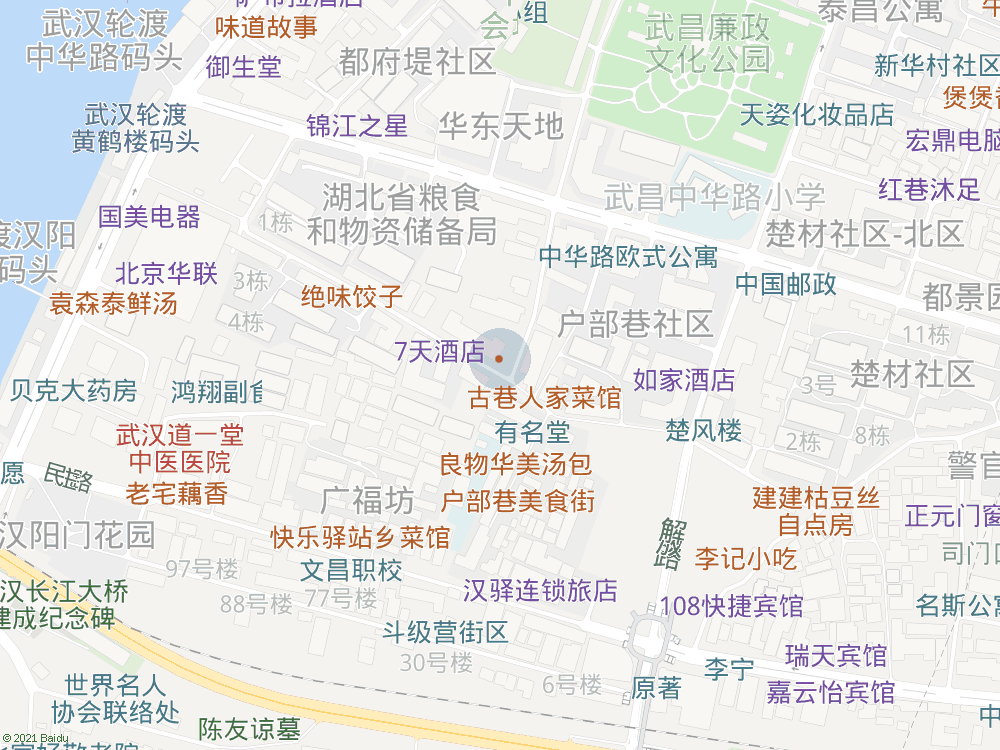 萨希拉酒店
小组
武汉轮渡
中华路码头
味道故事
会
武昌廉政
文化公园
泰昌公寓
御生堂
都府堤社区
新华村社区
武汉轮渡
黄鹤楼码头
锦江之星
华东天地
天姿化妆品店
煲煲香
宏鼎电脑
湖北省粮食
和物资储备局
武昌中华路小学
红巷沐足
国美电器
1栋
楚材社区-北区
渡汉阳
码头
北京华联
3栋
中华路欧式公寓
中国邮政
袁森泰鲜汤
绝味饺子
都景园
4栋
户部巷社区
11栋
7天酒店
贝克大药房
鸿翔副食
如家酒店
3号
楚材社区
古巷人家菜馆
武汉道一堂
中医医院
有名堂
楚风楼
2栋
8栋
愿
民主路
良物华美汤包
警官
老宅藕香
广福坊
户部巷美食街
建建枯豆丝
自点房
正元门窗
汉阳门花园
快乐驿站乡菜馆
解放路
李记小吃
司门口
97号楼
文昌职校
汉长江大桥
建成纪念碑
88号楼
77号楼
汉驿连锁旅店
108快捷宾馆
名斯公寓
斗级营街区
30号楼
瑞天宾馆
李宁
世界名人
协会联络处
6号楼
原著
嘉云怡宾馆
中
陈友谅墓
© 2021 Baidu